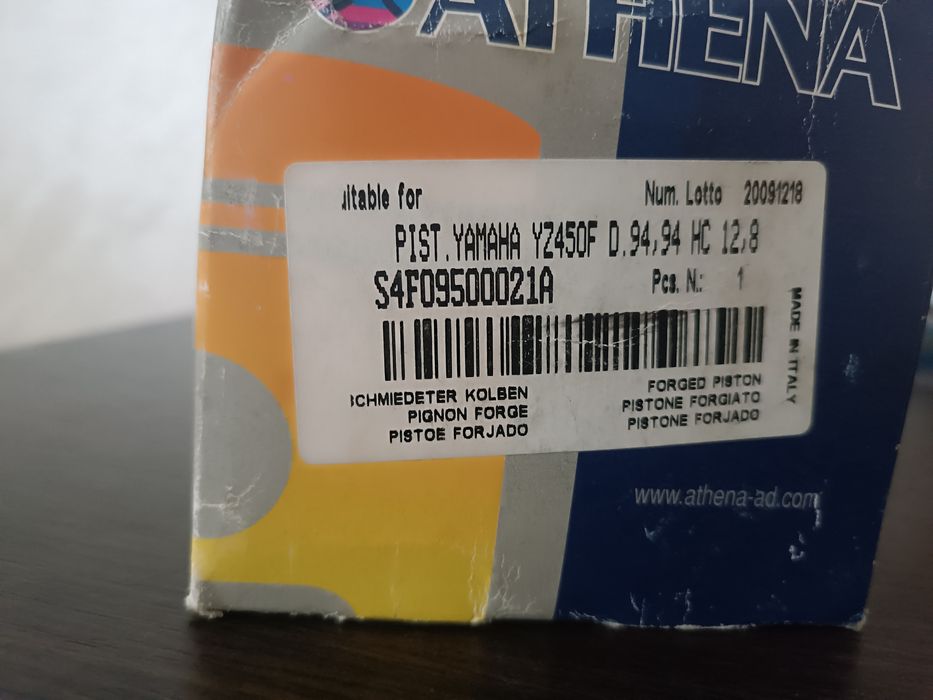 ATHENA
itable for Num. Lotto 20091218
PIST.YAMAHA YZ450F D.94,94 HC 12,8
S4F09500021A Pcs. N.: 1
MADE IN ITALY
CHMIEDETER KOLBEN
PIGNON FORGE
PISTOE FORJADO
FORGED PISTON
PISTONE FORGIATO
PISTONE FORJADO
www.athena-ad.com